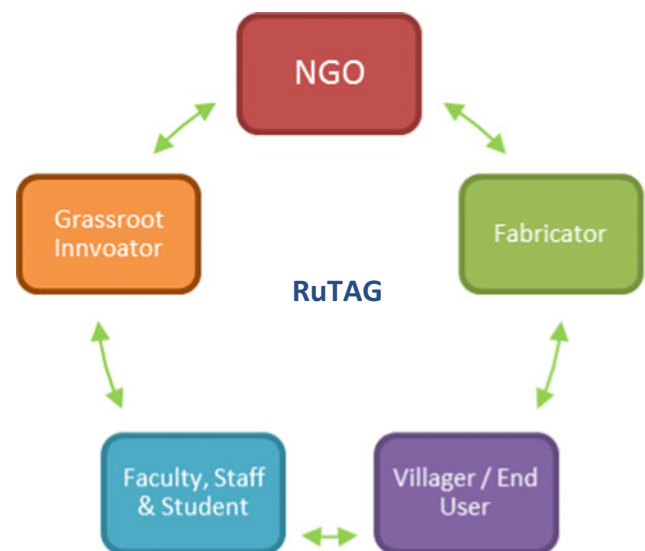 NGO
Grassroot
Innvoator
Fabricator
RuTAG
Faculty, Staff
& Student
Villager / End
User